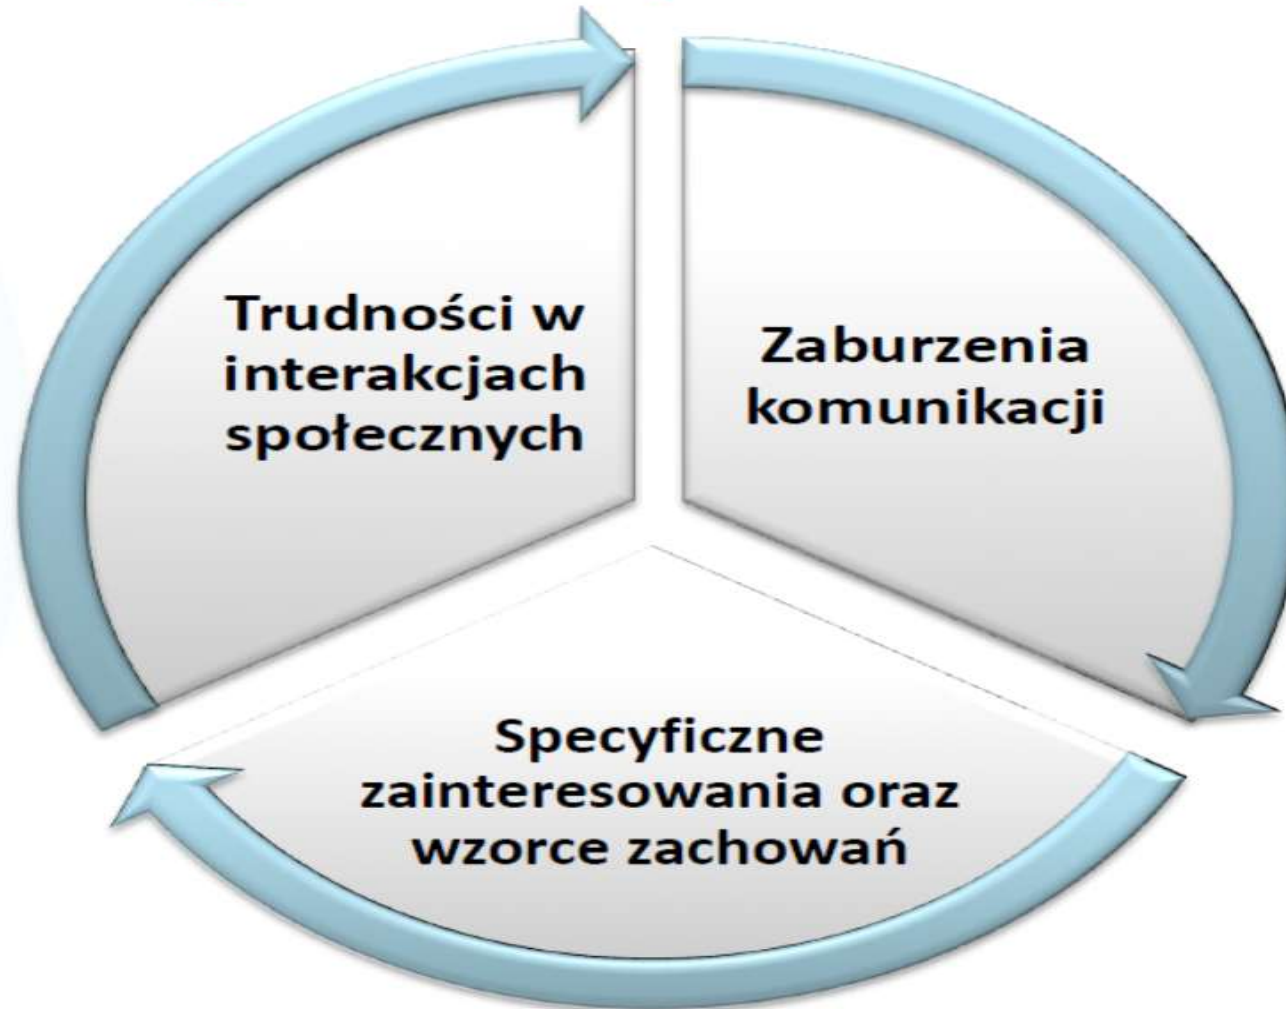 Trudności w
interakcjach
społecznych
Zaburzenia
komunikacji
Specyficzne
zainteresowania oraz
wzorce zachowań